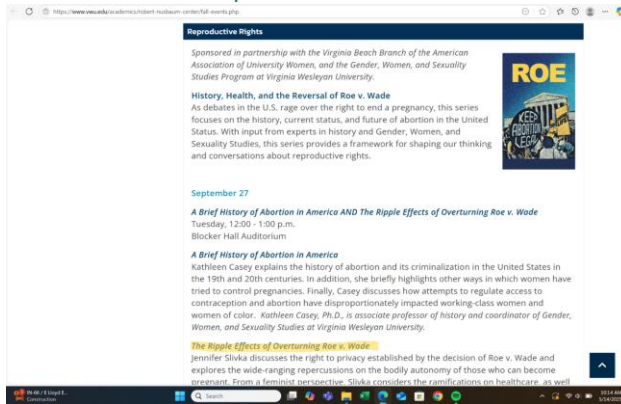 https://www.vwu.edu/academics/robert-nusbaum-center/fall-events.php
Reproductive Rights
Sponsored in partnership with the Virginia Beach Branch of the American
Association of University Women, and the Gender, Women, and Sexuality
Studies Program at Virginia Wesleyan University.
ROE
KEEP
ABORTION
LEGAL
History, Health, and the Reversal of Roe v. Wade
As debates in the U.S. rage over the right to end a pregnancy, this series
focuses on the history, current status, and future of abortion in the United
Status. With input from experts in history and Gender, Women, and
Sexuality Studies, this series provides a framework for shaping our thinking
and conversations about reproductive rights.
September 27
A Brief History of Abortion in America AND The Ripple Effects of Overturning Roe v. Wade
Tuesday, 12:00 - 1:00 p.m.
Blocker Hall Auditorium
A Brief History of Abortion in America
Kathleen Casey explains the history of abortion and its criminalization in the United States in
the 19th and 20th centuries. In addition, she briefly highlights other ways in which women have
tried to control pregnancies. Finally, Casey discusses how attempts to regulate access to
contraception and abortion have disproportionately impacted working-class women and
women of color. Kathleen Casey, Ph.D., is associate professor of history and coordinator of Gender,
Women, and Sexuality Studies at Virginia Wesleyan University.
The Ripple Effects of Overturning Roe v. Wade
Jennifer Slivka discusses the right to privacy established by the decision of Roe v. Wade and
explores the wide-ranging repercussions on the bodily autonomy of those who can become
pregnant. From a feminist perspective, Slivka considers the ramifications on healthcare, as well
Construction
Search